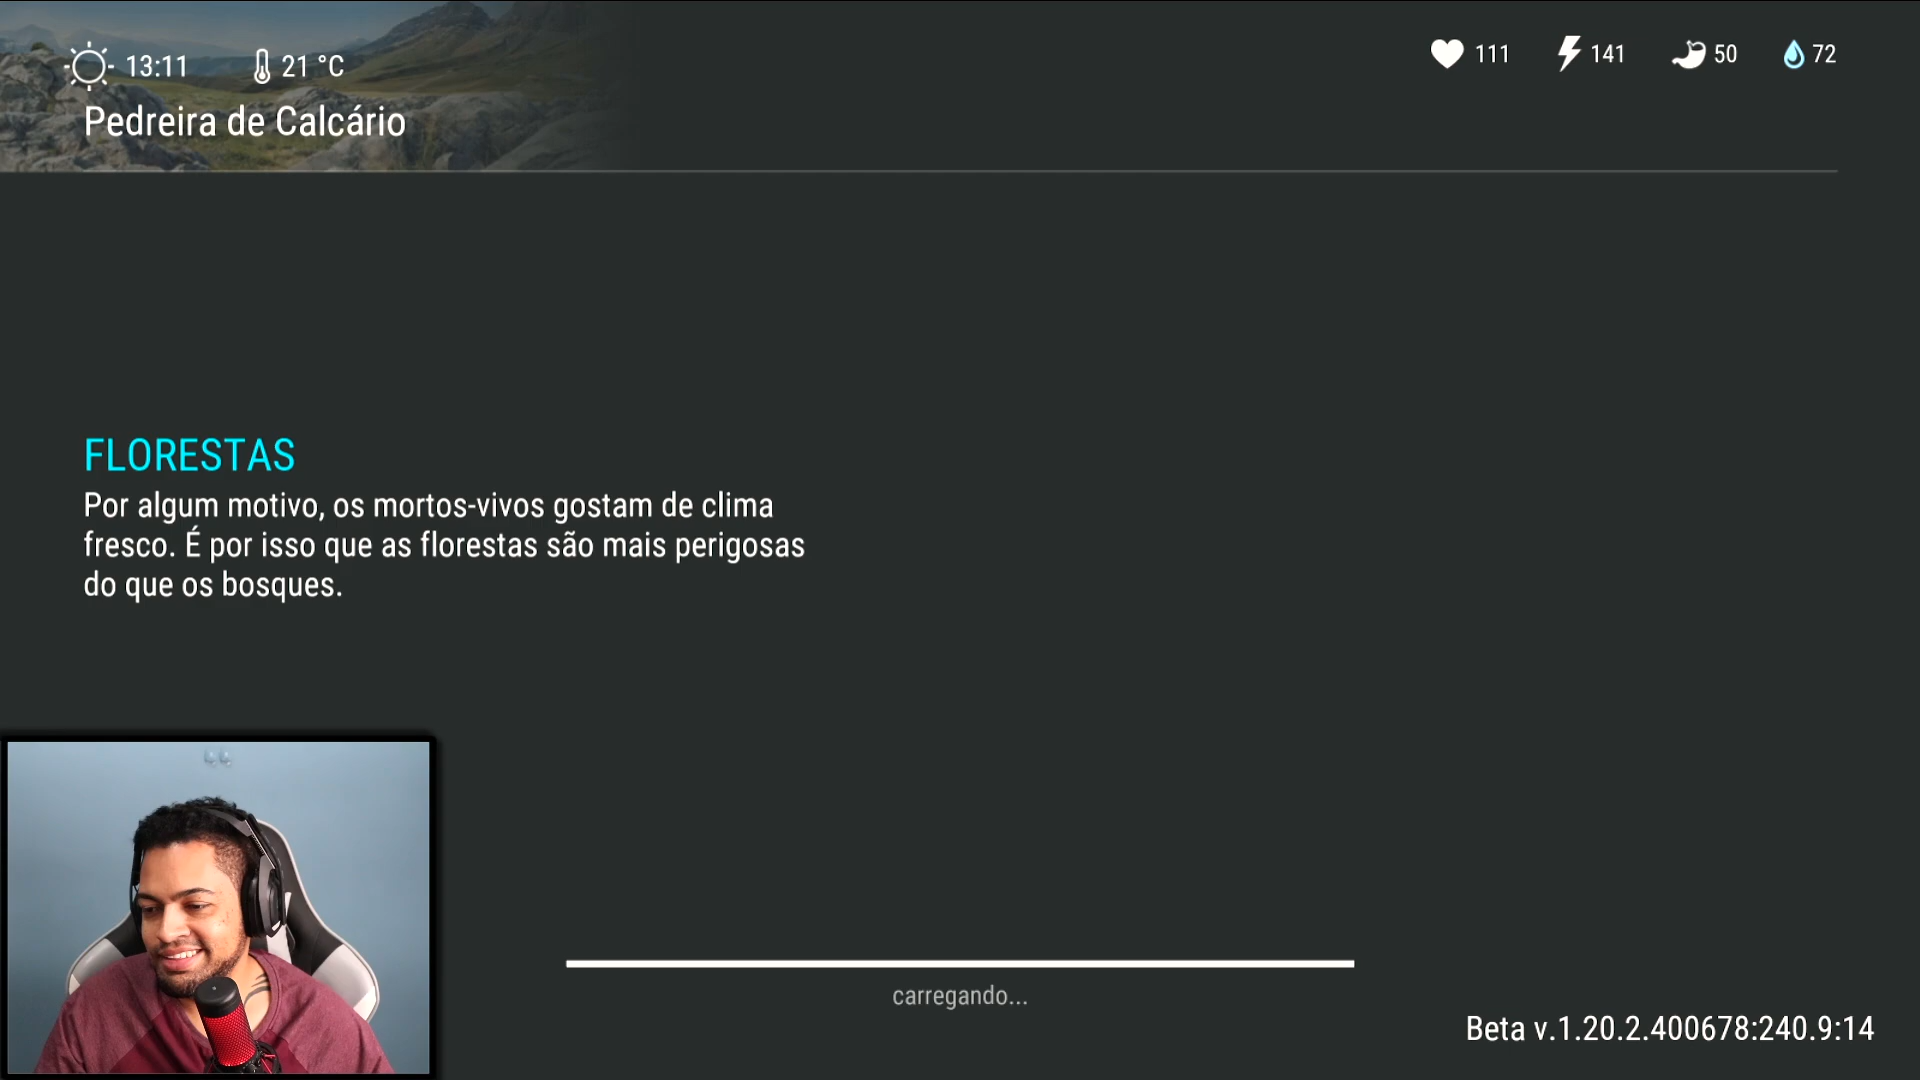 13:11 21 °C
111 141 50 72
Pedreira de Calcário
FLORESTAS
Por algum motivo, os mortos-vivos gostam de clima
fresco. É por isso que as florestas são mais perigosas
do que os bosques.
carregando...
Beta v.1.20.2.400678:240.9:14